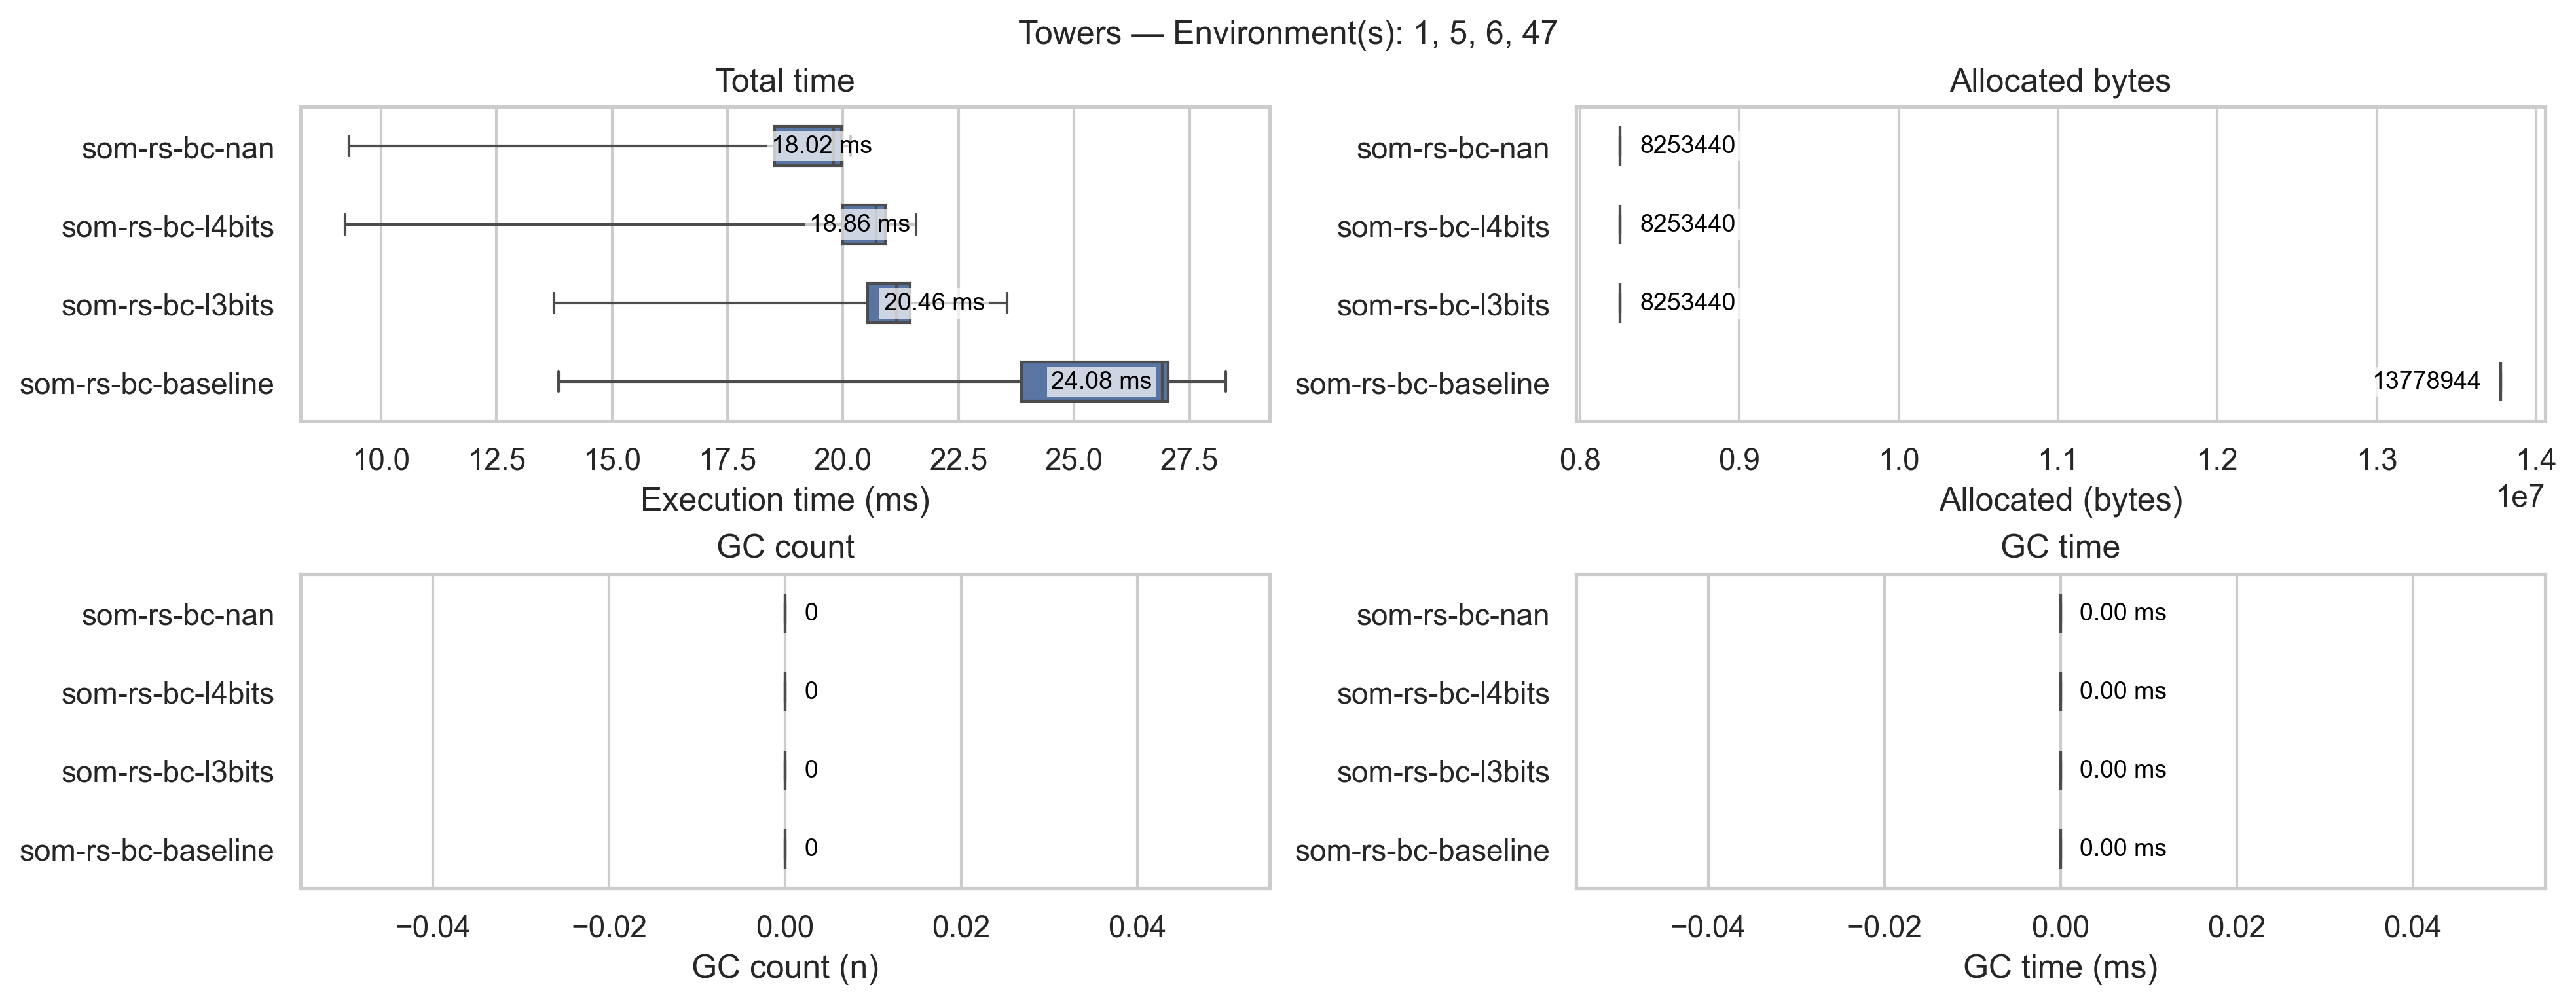 Towers — Environment(s): 1, 5, 6, 47
Total time
som-rs-bc-nan
18.02 ms
som-rs-bc-l4bits
18.86 ms
som-rs-bc-l3bits
20.46 ms
som-rs-bc-baseline
24.08 ms
10.0 12.5 15.0 17.5 20.0 22.5 25.0 27.5
Execution time (ms)
Allocated bytes
som-rs-bc-nan
8253440
som-rs-bc-l4bits
8253440
som-rs-bc-l3bits
8253440
som-rs-bc-baseline
13778944
0.8 0.9 1.0 1.1 1.2 1.3 1.4
1e7
Allocated (bytes)
GC count
som-rs-bc-nan
0
som-rs-bc-l4bits
0
som-rs-bc-l3bits
0
som-rs-bc-baseline
0
−0.04 −0.02 0.00 0.02 0.04
GC count (n)
GC time
som-rs-bc-nan
0.00 ms
som-rs-bc-l4bits
0.00 ms
som-rs-bc-l3bits
0.00 ms
som-rs-bc-baseline
0.00 ms
−0.04 −0.02 0.00 0.02 0.04
GC time (ms)